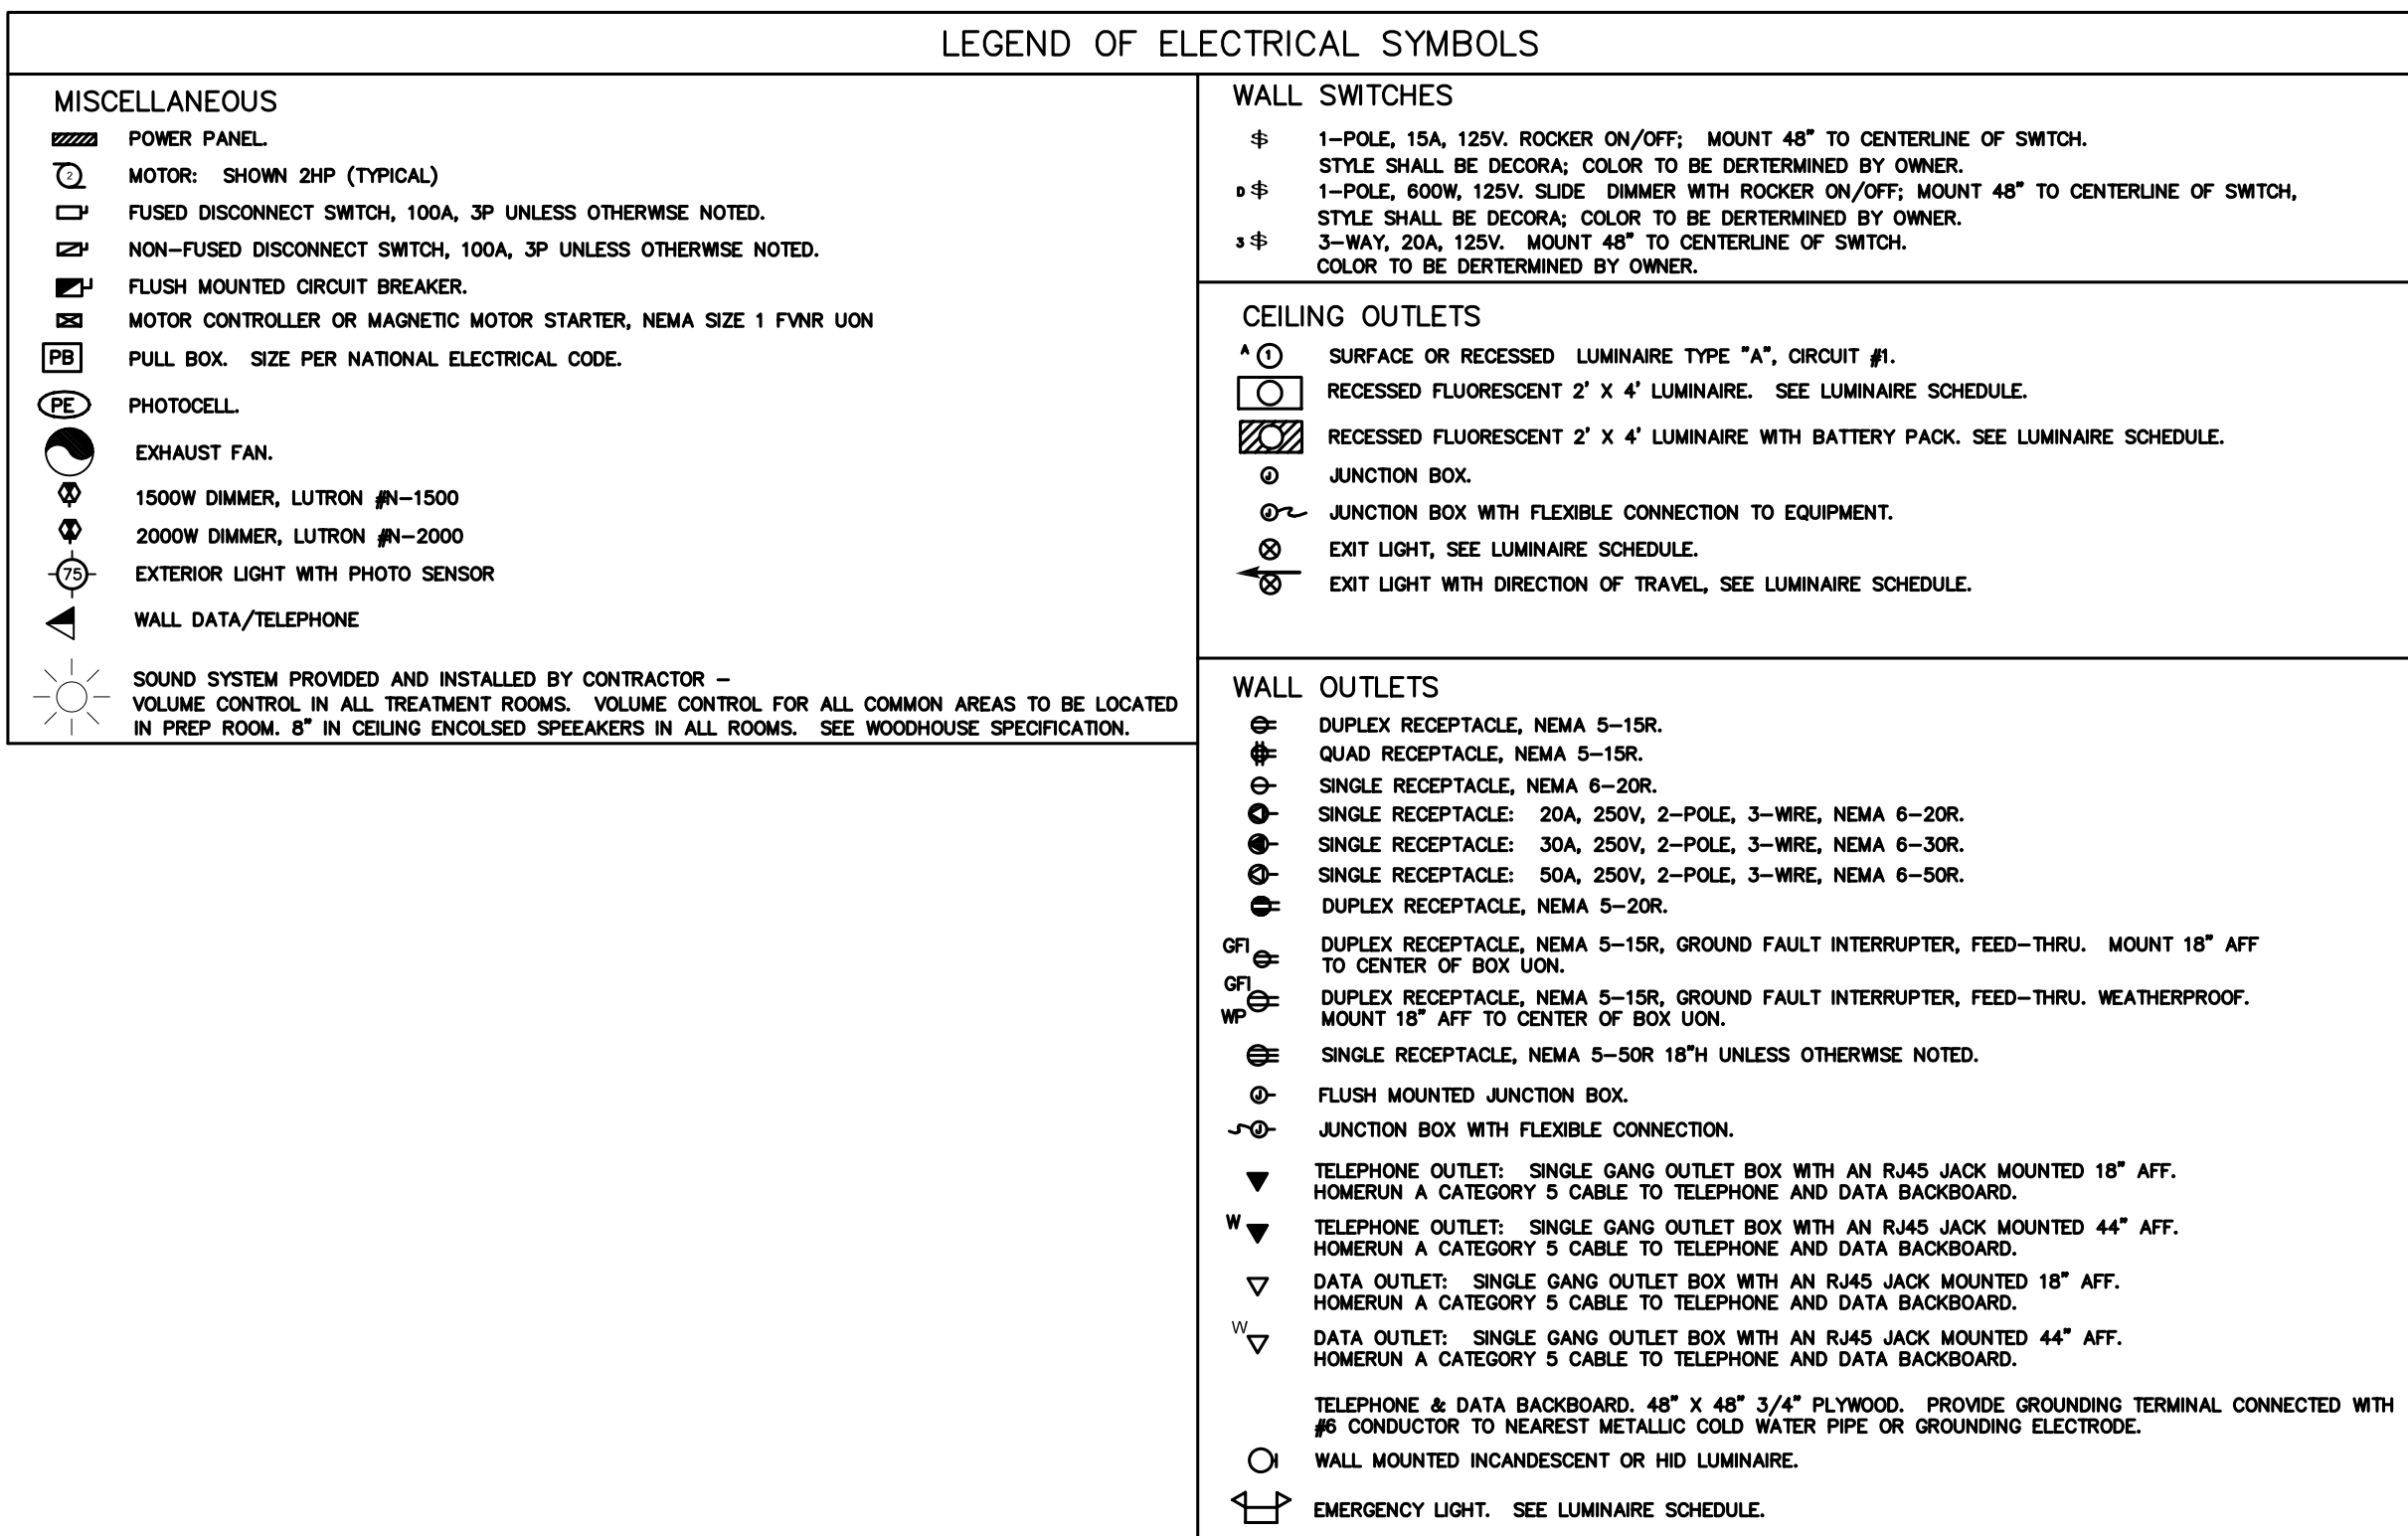 LEGEND OF ELECTRICAL SYMBOLS
MISCELLANEOUS
POWER PANEL.
2 MOTOR: SHOWN 2HP (TYPICAL)
FUSED DISCONNECT SWITCH, 100A, 3P UNLESS OTHERWISE NOTED.
NON-FUSED DISCONNECT SWITCH, 100A, 3P UNLESS OTHERWISE NOTED.
FLUSH MOUNTED CIRCUIT BREAKER.
MOTOR CONTROLLER OR MAGNETIC MOTOR STARTER, NEMA SIZE 1 FVNR UON
PB PULL BOX. SIZE PER NATIONAL ELECTRICAL CODE.
PE PHOTOCELL.
EXHAUST FAN.
1500W DIMMER, LUTRON #N-1500
2000W DIMMER, LUTRON #N-2000
75 EXTERIOR LIGHT WITH PHOTO SENSOR
WALL DATA/TELEPHONE
SOUND SYSTEM PROVIDED AND INSTALLED BY CONTRACTOR -
VOLUME CONTROL IN ALL TREATMENT ROOMS. VOLUME CONTROL FOR ALL COMMON AREAS TO BE LOCATED
IN PREP ROOM. 8" IN CEILING ENCOLSED SPEEAKERS IN ALL ROOMS. SEE WOODHOUSE SPECIFICATION.
WALL SWITCHES
$ 1-POLE, 15A, 125V. ROCKER ON/OFF; MOUNT 48" TO CENTERLINE OF SWITCH.
STYLE SHALL BE DECORA; COLOR TO BE DERTERMINED BY OWNER.
D $ 1-POLE, 600W, 125V. SLIDE DIMMER WITH ROCKER ON/OFF; MOUNT 48" TO CENTERLINE OF SWITCH,
STYLE SHALL BE DECORA; COLOR TO BE DERTERMINED BY OWNER.
3 $ 3-WAY, 20A, 125V. MOUNT 48" TO CENTERLINE OF SWITCH.
COLOR TO BE DERTERMINED BY OWNER.
CEILING OUTLETS
A 1 SURFACE OR RECESSED LUMINAIRE TYPE "A", CIRCUIT #1.
RECESSED FLUORESCENT 2' X 4' LUMINAIRE. SEE LUMINAIRE SCHEDULE.
RECESSED FLUORESCENT 2' X 4' LUMINAIRE WITH BATTERY PACK. SEE LUMINAIRE SCHEDULE.
J JUNCTION BOX.
J JUNCTION BOX WITH FLEXIBLE CONNECTION TO EQUIPMENT.
EXIT LIGHT, SEE LUMINAIRE SCHEDULE.
EXIT LIGHT WITH DIRECTION OF TRAVEL, SEE LUMINAIRE SCHEDULE.
WALL OUTLETS
DUPLEX RECEPTACLE, NEMA 5-15R.
QUAD RECEPTACLE, NEMA 5-15R.
SINGLE RECEPTACLE, NEMA 6-20R.
SINGLE RECEPTACLE: 20A, 250V, 2-POLE, 3-WIRE, NEMA 6-20R.
SINGLE RECEPTACLE: 30A, 250V, 2-POLE, 3-WIRE, NEMA 6-30R.
SINGLE RECEPTACLE: 50A, 250V, 2-POLE, 3-WIRE, NEMA 6-50R.
DUPLEX RECEPTACLE, NEMA 5-20R.
GFI DUPLEX RECEPTACLE, NEMA 5-15R, GROUND FAULT INTERRUPTER, FEED-THRU. MOUNT 18" AFF
TO CENTER OF BOX UON.
GFI DUPLEX RECEPTACLE, NEMA 5-15R, GROUND FAULT INTERRUPTER, FEED-THRU. WEATHERPROOF.
WP MOUNT 18" AFF TO CENTER OF BOX UON.
SINGLE RECEPTACLE, NEMA 5-50R 18"H UNLESS OTHERWISE NOTED.
J FLUSH MOUNTED JUNCTION BOX.
J JUNCTION BOX WITH FLEXIBLE CONNECTION.
TELEPHONE OUTLET: SINGLE GANG OUTLET BOX WITH AN RJ45 JACK MOUNTED 18" AFF.
HOMERUN A CATEGORY 5 CABLE TO TELEPHONE AND DATA BACKBOARD.
W TELEPHONE OUTLET: SINGLE GANG OUTLET BOX WITH AN RJ45 JACK MOUNTED 44" AFF.
HOMERUN A CATEGORY 5 CABLE TO TELEPHONE AND DATA BACKBOARD.
DATA OUTLET: SINGLE GANG OUTLET BOX WITH AN RJ45 JACK MOUNTED 18" AFF.
HOMERUN A CATEGORY 5 CABLE TO TELEPHONE AND DATA BACKBOARD.
W DATA OUTLET: SINGLE GANG OUTLET BOX WITH AN RJ45 JACK MOUNTED 44" AFF.
HOMERUN A CATEGORY 5 CABLE TO TELEPHONE AND DATA BACKBOARD.
TELEPHONE & DATA BACKBOARD. 48" X 48" 3/4" PLYWOOD. PROVIDE GROUNDING TERMINAL CONNECTED WITH
#6 CONDUCTOR TO NEAREST METALLIC COLD WATER PIPE OR GROUNDING ELECTRODE.
WALL MOUNTED INCANDESCENT OR HID LUMINAIRE.
EMERGENCY LIGHT. SEE LUMINAIRE SCHEDULE.